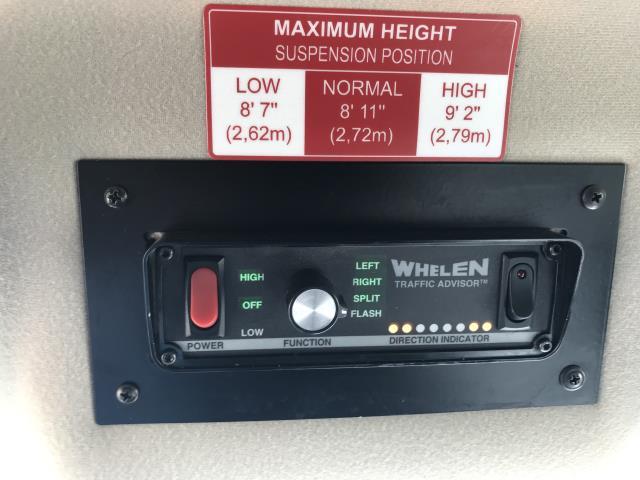 MAXIMUM HEIGHT
SUSPENSION POSITION
LOW NORMAL HIGH
8' 7" 8' 11" 9' 2"
(2,62m) (2,72m) (2,79m)
HIGH
OFF
LOW
POWER
FUNCTION
LEFT
RIGHT
SPLIT
FLASH
WHELEN
TRAFFIC ADVISOR™
DIRECTION INDICATOR